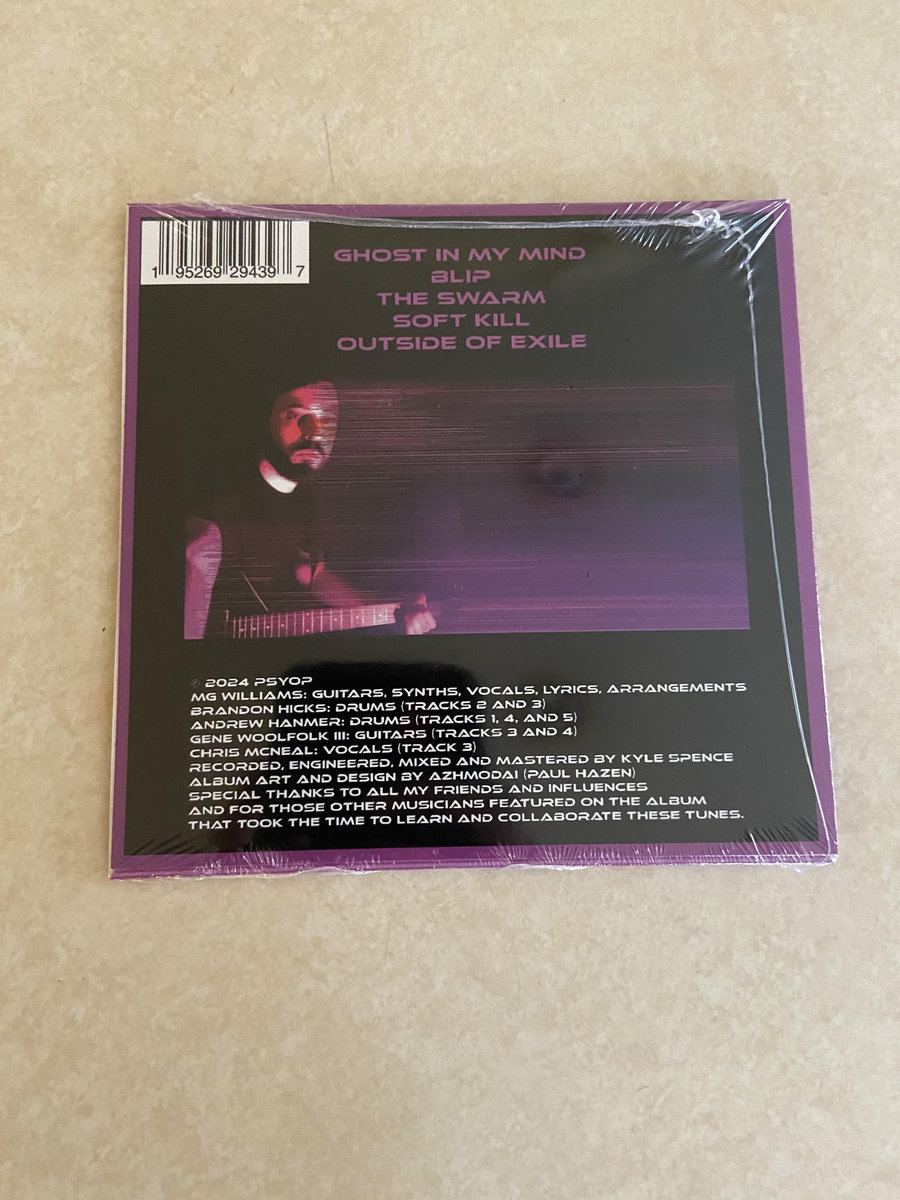 1 95269 29439 7
GHOST IN MY MIND
BLIP
THE SWARM
SOFT KILL
OUTSIDE OF EXILE
© 2024 PSYOP
MG WILLIAMS: GUITARS, SYNTHS, VOCALS, LYRICS, ARRANGEMENTS
BRANDON HICKS: DRUMS (TRACKS 2 AND 3)
ANDREW HANMER: DRUMS (TRACKS 1, 4, AND 5)
GENE WOOLFOLK III: GUITARS (TRACKS 3 AND 4)
CHRIS MCNEAL: VOCALS (TRACK 3)
RECORDED, ENGINEERED, MIXED AND MASTERED BY KYLE SPENCE
ALBUM ART AND DESIGN BY AZHMODAI (PAUL HAZEN)
SPECIAL THANKS TO ALL MY FRIENDS AND INFLUENCES
AND FOR THOSE OTHER MUSICIANS FEATURED ON THE ALBUM
THAT TOOK THE TIME TO LEARN AND COLLABORATE THESE TUNES.